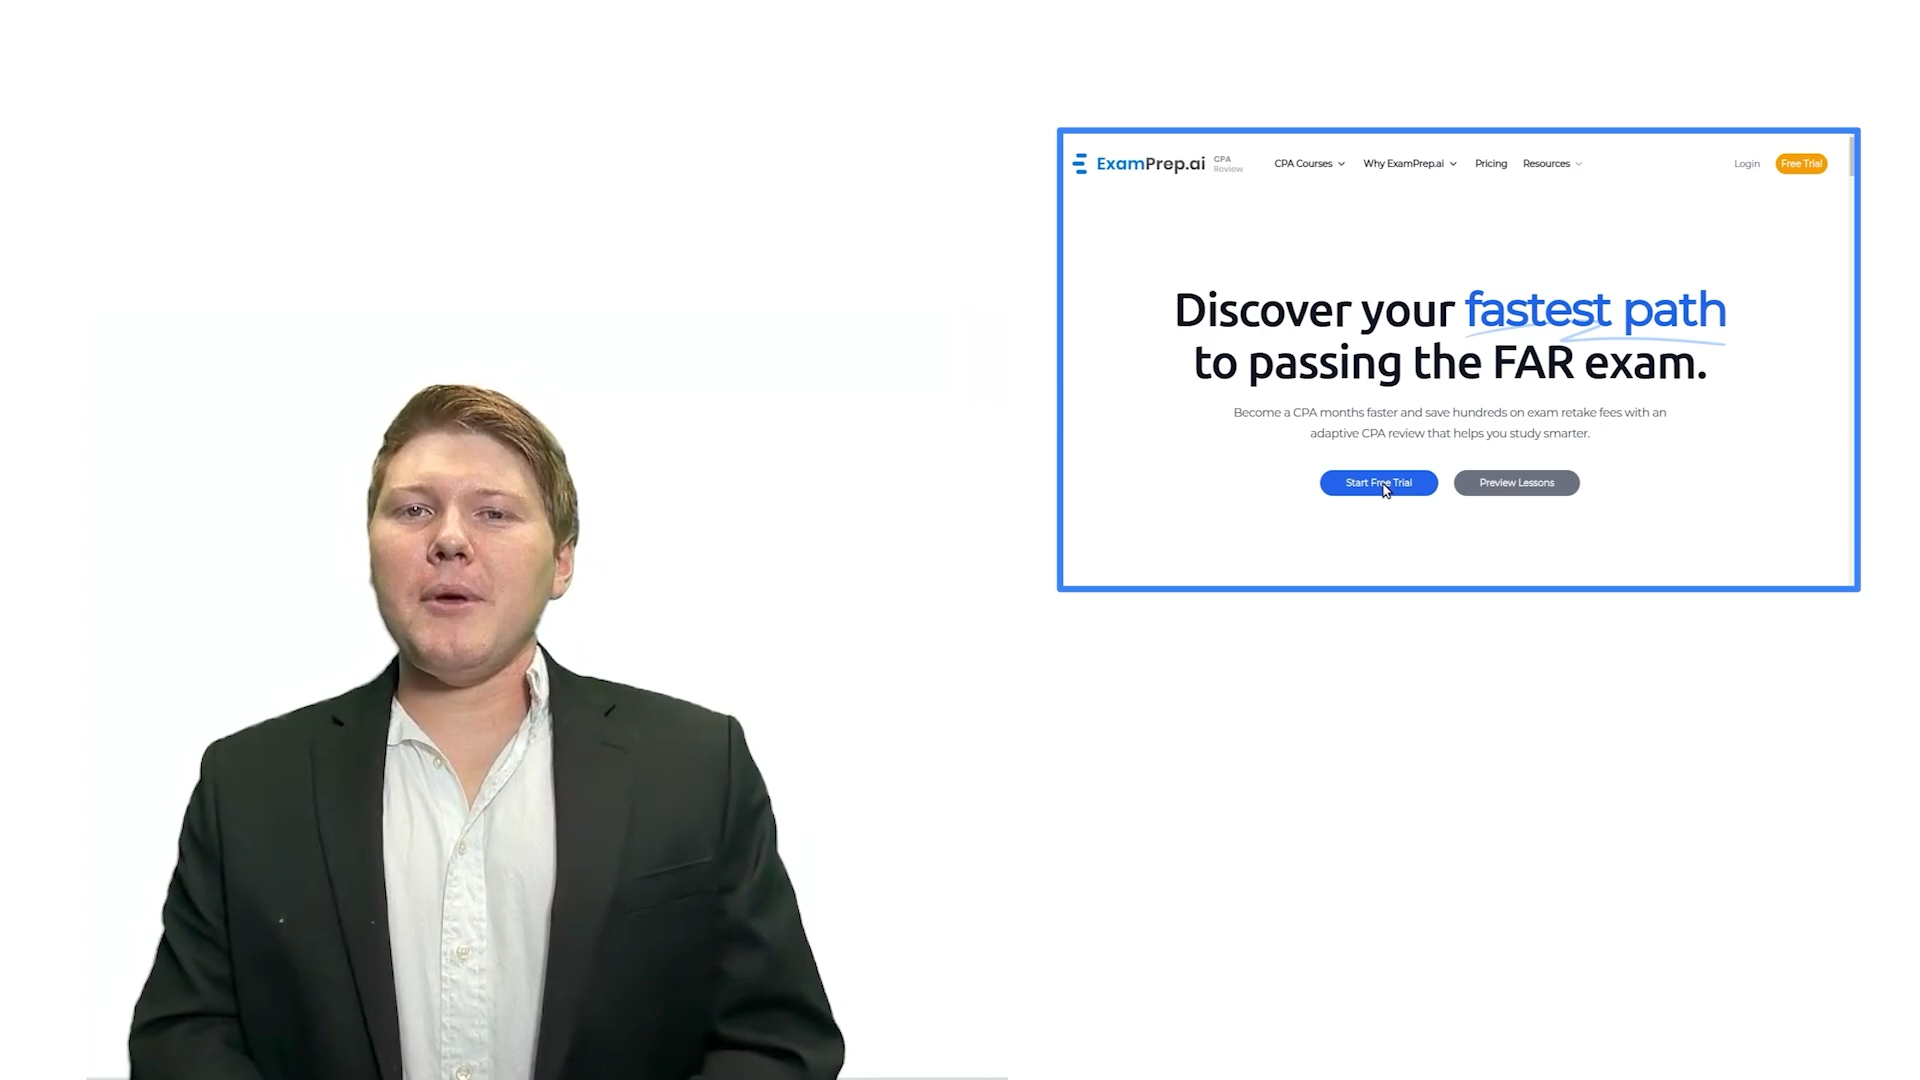 ExamPrep.ai CPA Review
CPA Courses Why ExamPrep.ai Pricing Resources Login Free Trial
Discover your fastest path
to passing the FAR exam.
Become a CPA months faster and save hundreds on exam retake fees with an
adaptive CPA review that helps you study smarter.
Start Free Trial Preview Lessons